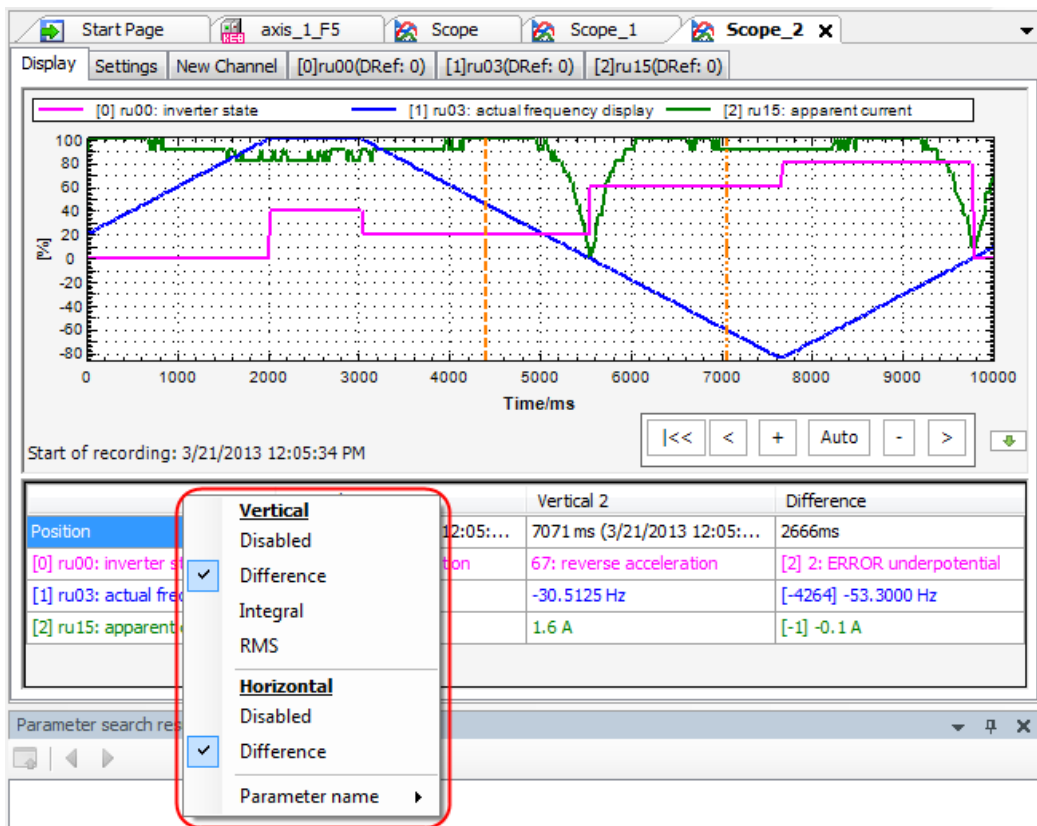 Start Page axis_1_F5 Scope Scope_1 Scope_2
Display Settings New Channel [0]ru00(DRef: 0) [1]ru03(DRef: 0) [2]ru15(DRef: 0)
[0] ru00: inverter state [1] ru03: actual frequency display [2] ru15: apparent current
100
80
60
40
20
0
-20
-40
-60
-80
[%]
0 1000 2000 3000 4000 5000 6000 7000 8000 9000 10000
Time/ms
|<< < + Auto - >
Start of recording: 3/21/2013 12:05:34 PM
Vertical 2 Difference
Position 12:05:... 7071 ms (3/21/2013 12:05:... 2666ms
[0] ru00: inverter 67: reverse acceleration [2] 2: ERROR underpotential
[1] ru03: actual -30.5125 Hz [-4264] -53.3000 Hz
[2] ru15: apparent 1.6 A [-1] -0.1 A
Vertical
Disabled
Difference
Integral
RMS
Horizontal
Disabled
Difference
Parameter name
Parameter search